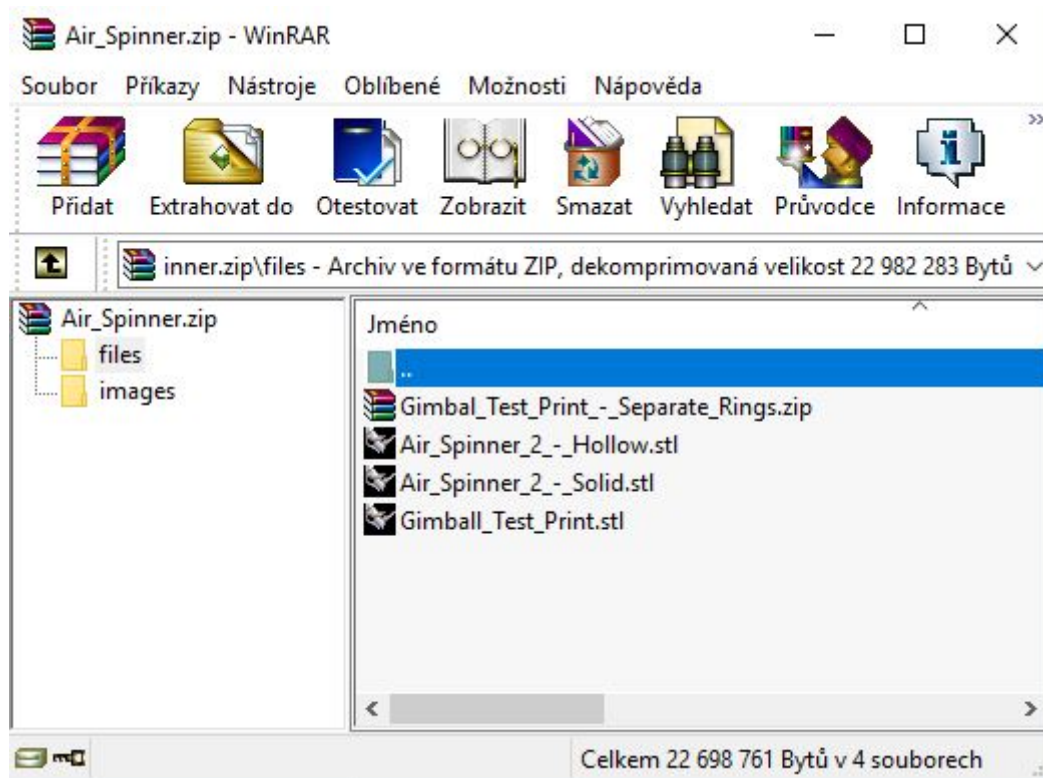 Air_Spinner.zip - WinRAR
Soubor Příkazy Nástroje Oblíbené Možnosti Nápověda
Přidat Extrahovat do Otestovat Zobrazit Smazat Vyhledat Průvodce Informace
inner.zip\files - Archiv ve formátu ZIP, dekomprimovaná velikost 22 982 283 Bytů
Air_Spinner.zip
files
images
Jméno
..
Gimbal_Test_Print_-_Separate_Rings.zip
Air_Spinner_2_-_Hollow.stl
Air_Spinner_2_-_Solid.stl
Gimball_Test_Print.stl
Celkem 22 698 761 Bytů v 4 souborech